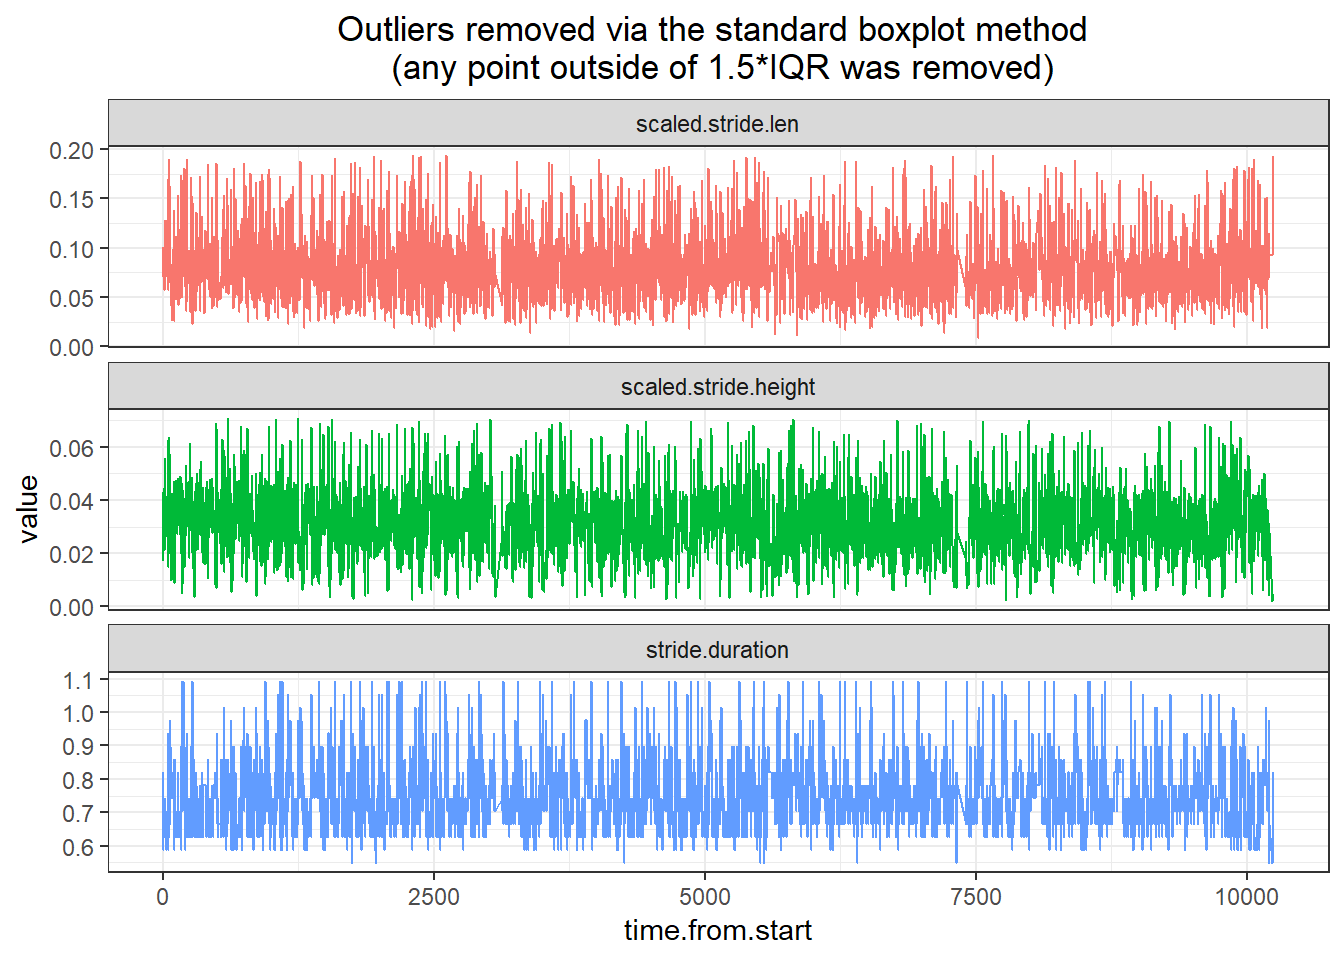 Outliers removed via the standard boxplot method
(any point outside of 1.5*IQR was removed)
scaled.stride.len
0.20
0.15
0.10
0.05
0.00
scaled.stride.height
0.06
0.04
0.02
0.00
value
stride.duration
1.1
1.0
0.9
0.8
0.7
0.6
0 2500 5000 7500 10000
time.from.start